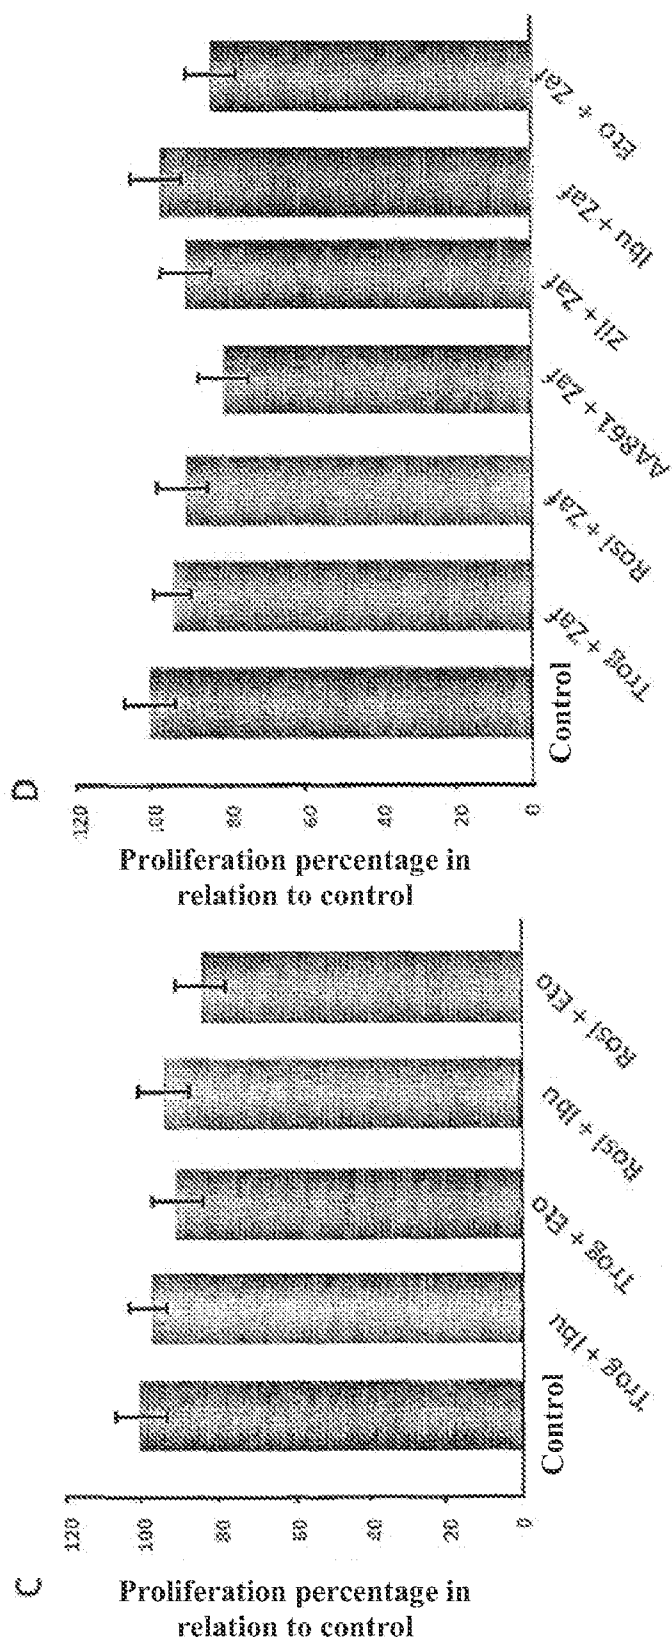 C
Proliferation percentage in
relation to control
120
100
80
60
40
20
0
Control
Trog + Ibu
Trog + Eto
Rosi + Ibu
Rosi + Eto
D
Proliferation percentage in
relation to control
120
100
80
60
40
20
0
Control
Trog + Zaf
Rosi + Zaf
AA861 + Zaf
Zil + Zaf
Ibu + Zaf
Eto + Zaf